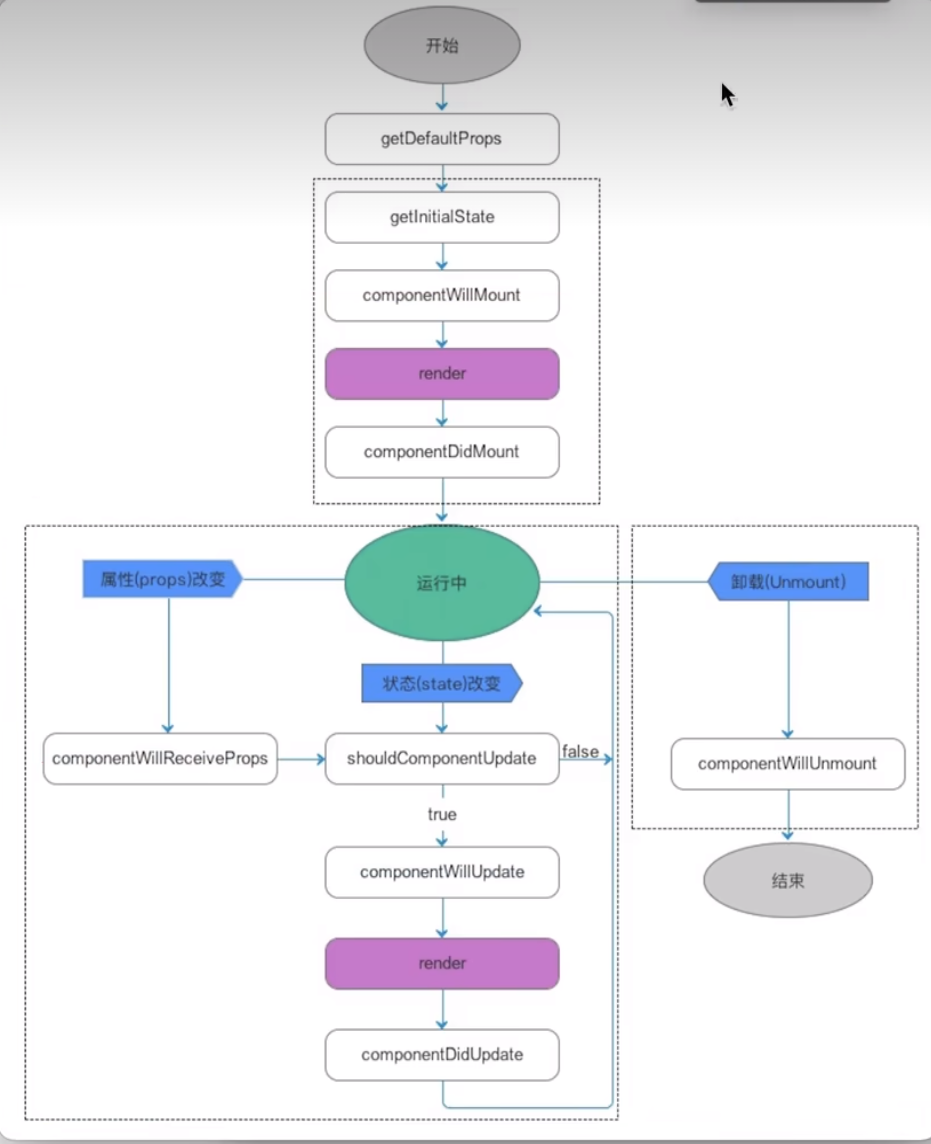 开始
getDefaultProps
getInitialState
componentWillMount
render
componentDidMount
属性(props)改变
运行中
卸载(Unmount)
状态(state)改变
componentWillReceiveProps
shouldComponentUpdate
false
componentWillUnmount
true
componentWillUpdate
结束
render
componentDidUpdate